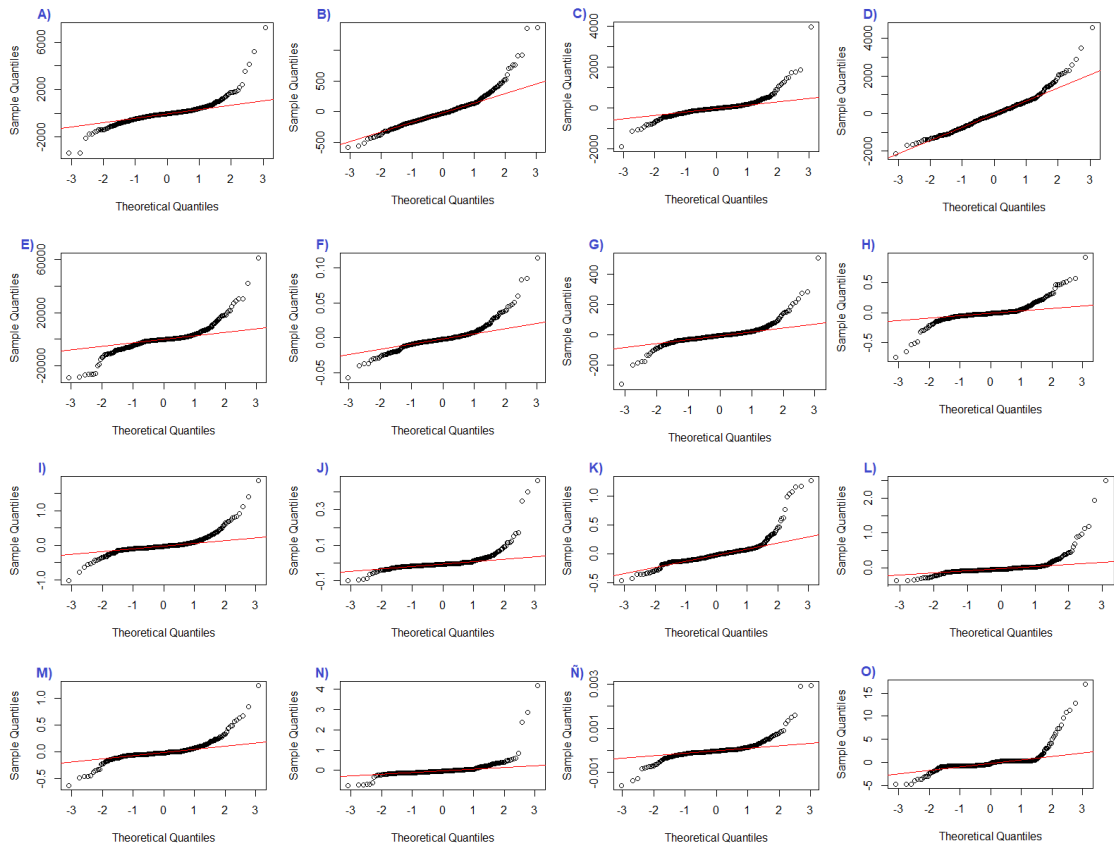 A)
Sample Quantiles
-2000 2000 6000
-3 -2 -1 0 1 2 3
Theoretical Quantiles
B)
Sample Quantiles
-500 0 500
-3 -2 -1 0 1 2 3
Theoretical Quantiles
C)
Sample Quantiles
-2000 0 2000 4000
-3 -2 -1 0 1 2 3
Theoretical Quantiles
D)
Sample Quantiles
-2000 0 2000 4000
-3 -2 -1 0 1 2 3
Theoretical Quantiles
E)
Sample Quantiles
-20000 20000 60000
-3 -2 -1 0 1 2 3
Theoretical Quantiles
F)
Sample Quantiles
-0.05 0.00 0.05 0.10
-3 -2 -1 0 1 2 3
Theoretical Quantiles
G)
Sample Quantiles
-200 0 200 400
-3 -2 -1 0 1 2 3
Theoretical Quantiles
H)
Sample Quantiles
-0.5 0.0 0.5
-3 -2 -1 0 1 2 3
Theoretical Quantiles
I)
Sample Quantiles
-1.0 0.0 1.0
-3 -2 -1 0 1 2 3
Theoretical Quantiles
J)
Sample Quantiles
-0.1 0.1 0.3
-3 -2 -1 0 1 2 3
Theoretical Quantiles
K)
Sample Quantiles
-0.5 0.0 0.5 1.0
-3 -2 -1 0 1 2 3
Theoretical Quantiles
L)
Sample Quantiles
0.0 1.0 2.0
-3 -2 -1 0 1 2 3
Theoretical Quantiles
M)
Sample Quantiles
-0.5 0.0 0.5 1.0
-3 -2 -1 0 1 2 3
Theoretical Quantiles
N)
Sample Quantiles
0 1 2 3 4
-3 -2 -1 0 1 2 3
Theoretical Quantiles
Ñ)
Sample Quantiles
-0.001 0.001 0.003
-3 -2 -1 0 1 2 3
Theoretical Quantiles
O)
Sample Quantiles
-5 0 5 10 15
-3 -2 -1 0 1 2 3
Theoretical Quantiles